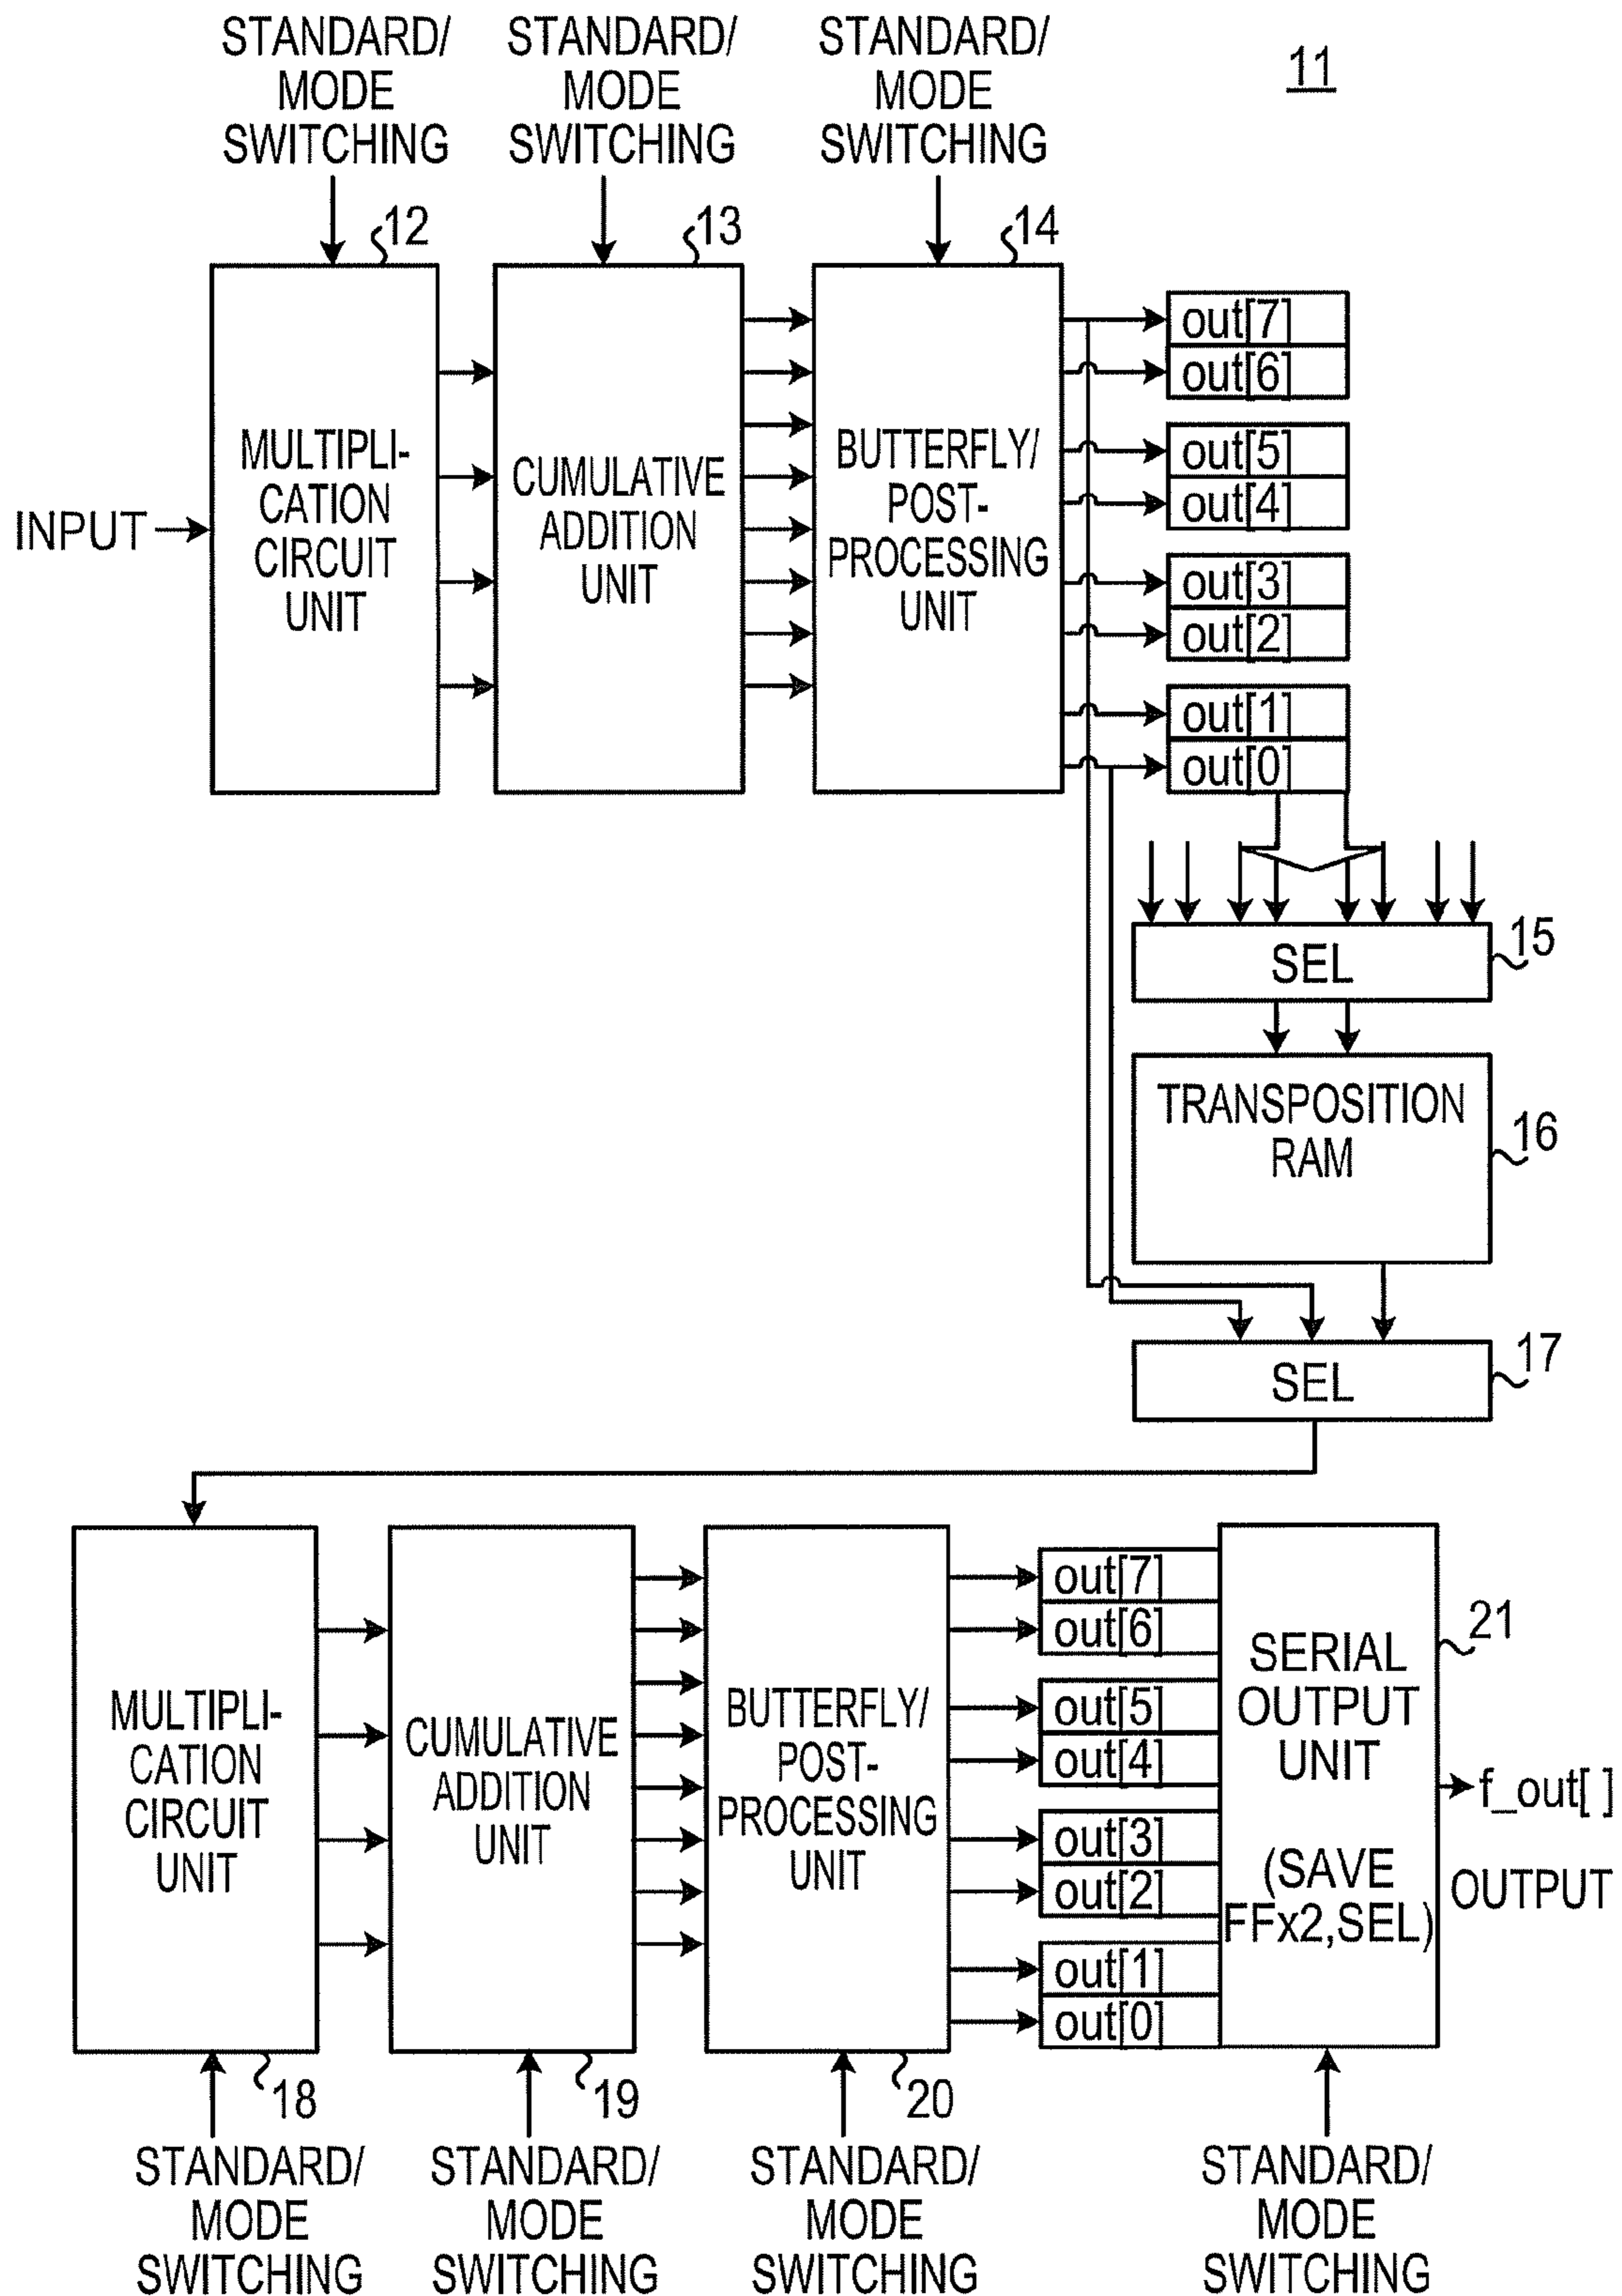 STANDARD/
MODE
SWITCHING
STANDARD/
MODE
SWITCHING
STANDARD/
MODE
SWITCHING
11
12
13
14
INPUT
MULTIPLI-
CATION
CIRCUIT
UNIT
CUMULATIVE
ADDITION
UNIT
BUTTERFLY/
POST-
PROCESSING
UNIT
out[7]
out[6]
out[5]
out[4]
out[3]
out[2]
out[1]
out[0]
SEL
15
TRANSPOSITION
RAM
16
SEL
17
MULTIPLI-
CATION
CIRCUIT
UNIT
CUMULATIVE
ADDITION
UNIT
BUTTERFLY/
POST-
PROCESSING
UNIT
out[7]
out[6]
out[5]
out[4]
out[3]
out[2]
out[1]
out[0]
SERIAL
OUTPUT
UNIT
(SAVE
FFx2,SEL)
21
f_out[ ]
OUTPUT
18
19
20
STANDARD/
MODE
SWITCHING
STANDARD/
MODE
SWITCHING
STANDARD/
MODE
SWITCHING
STANDARD/
MODE
SWITCHING